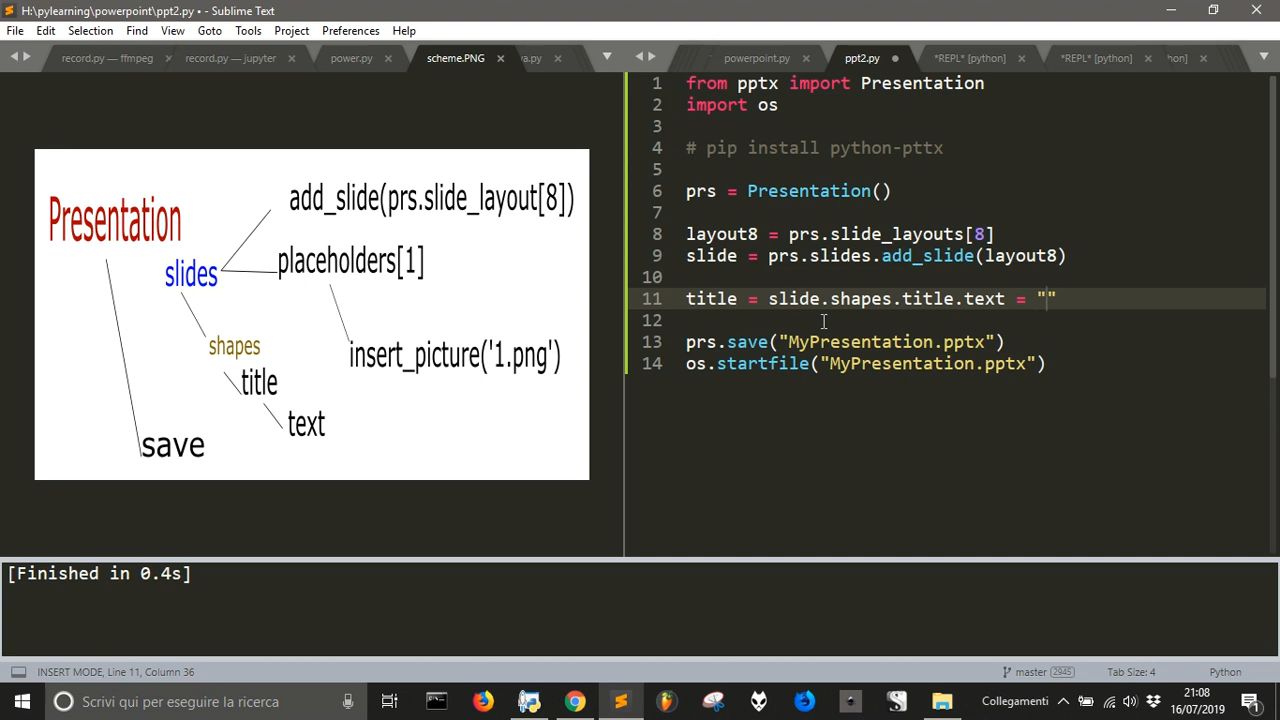 H:\pylearning\powerpoint\ppt2.py • - Sublime Text
File Edit Selection Find View Goto Tools Project Preferences Help
record.py — ffmpeg record.py — jupyter power.py scheme.PNG va.py
powerpoint.py ppt2.py *REPL* [python] *REPL* [python] hon]
Presentation
add_slide(prs.slide_layout[8])
slides
placeholders[1]
shapes
insert_picture('1.png')
title
text
save
1 from pptx import Presentation
2 import os
3
4 # pip install python-pttx
5
6 prs = Presentation()
7
8 layout8 = prs.slide_layouts[8]
9 slide = prs.slides.add_slide(layout8)
10
11 title = slide.shapes.title.text = ""
12
13 prs.save("MyPresentation.pptx")
14 os.startfile("MyPresentation.pptx")
[Finished in 0.4s]
INSERT MODE, Line 11, Column 36 master 2945 Tab Size: 4 Python
Scrivi qui per eseguire la ricerca
Collegamenti
21:08
16/07/2019
1